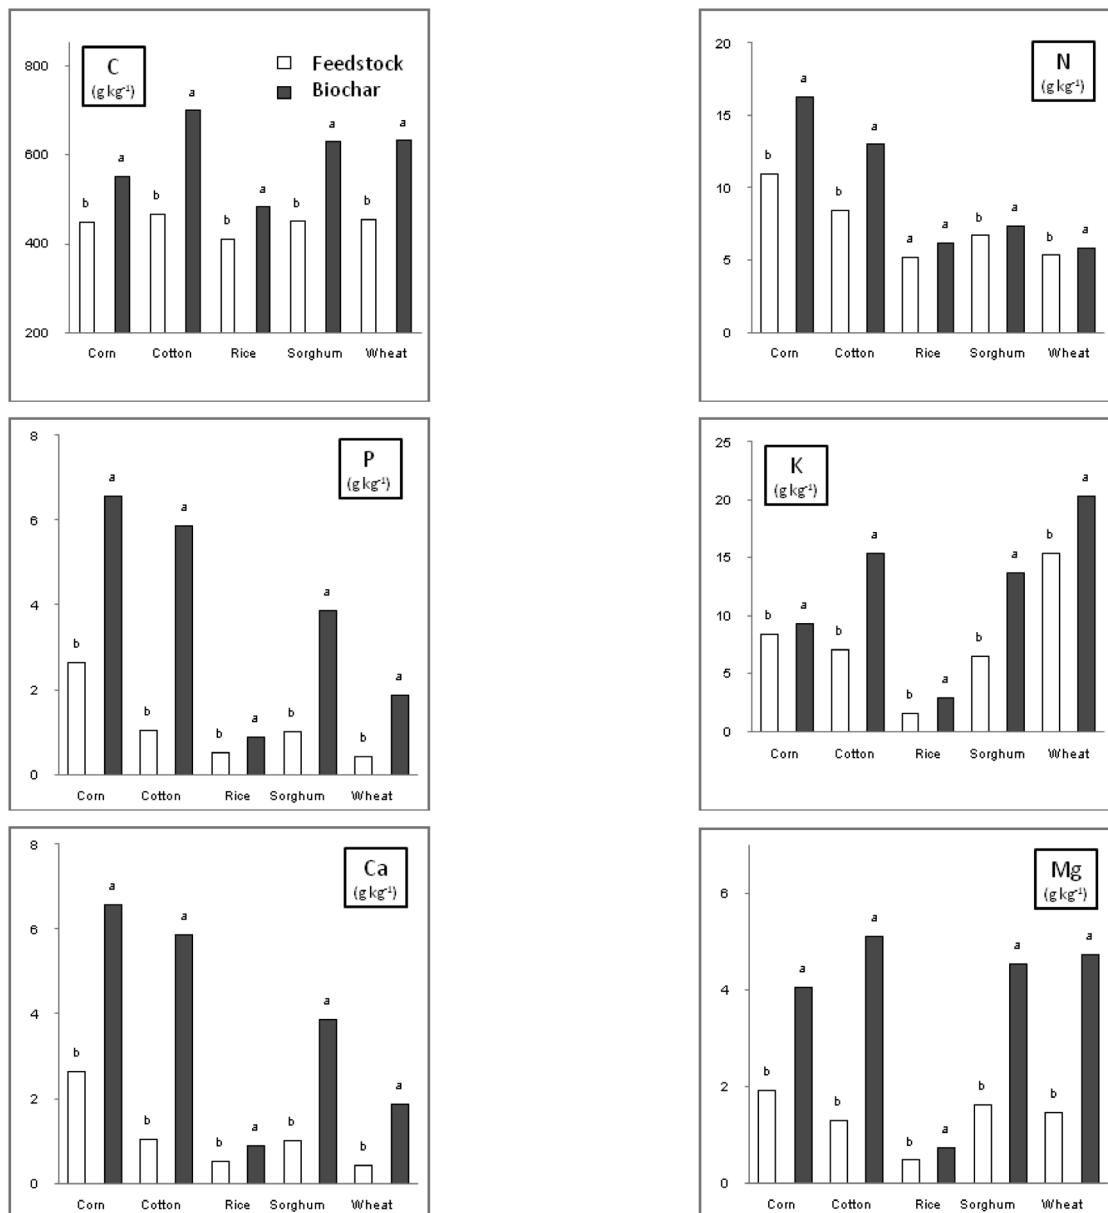 C
(g kg-1)
Feedstock
Biochar
800
600
400
200
b a b a b a b a b a
Corn Cotton Rice Sorghum Wheat
N
(g kg-1)
20
15
10
5
0
b a b a a a b a b a
Corn Cotton Rice Sorghum Wheat
P
(g kg-1)
8
6
4
2
0
b a b a b a b a b a
Corn Cotton Rice Sorghum Wheat
K
(g kg-1)
25
20
15
10
5
0
b a b a b a b a b a
Corn Cotton Rice Sorghum Wheat
Ca
(g kg-1)
8
6
4
2
0
b a b a b a b a b a
Corn Cotton Rice Sorghum Wheat
Mg
(g kg-1)
6
4
2
0
b a b a b a b a b a
Corn Cotton Rice Sorghum Wheat